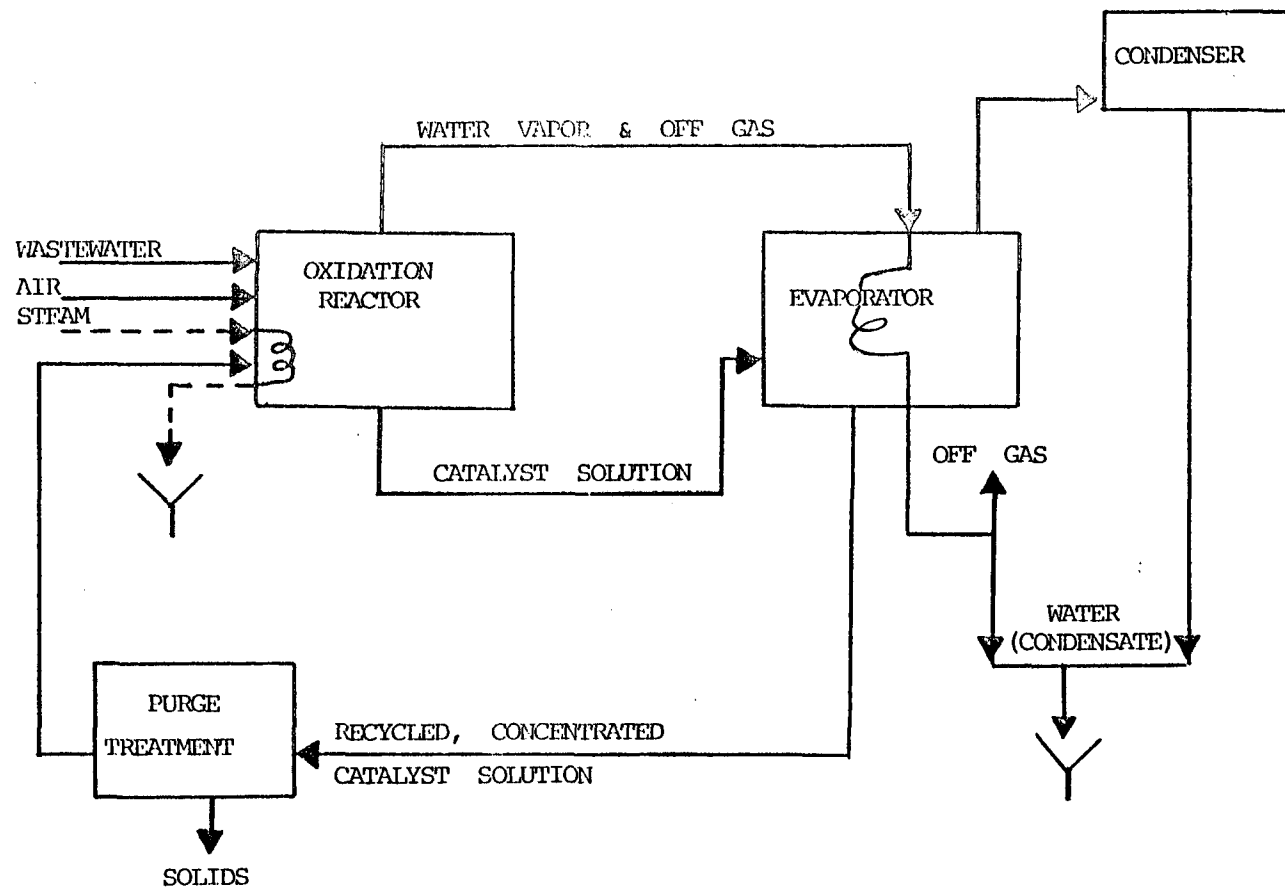 CONDENSER
WATER VAPOR & OFF GAS
WASTEWATER
AIR
STEAM
OXIDATION
REACTOR
EVAPORATOR
CATALYST SOLUTION
OFF GAS
WATER
(CONDENSATE)
PURGE
TREATMENT
RECYCLED, CONCENTRATED
CATALYST SOLUTION
SOLIDS